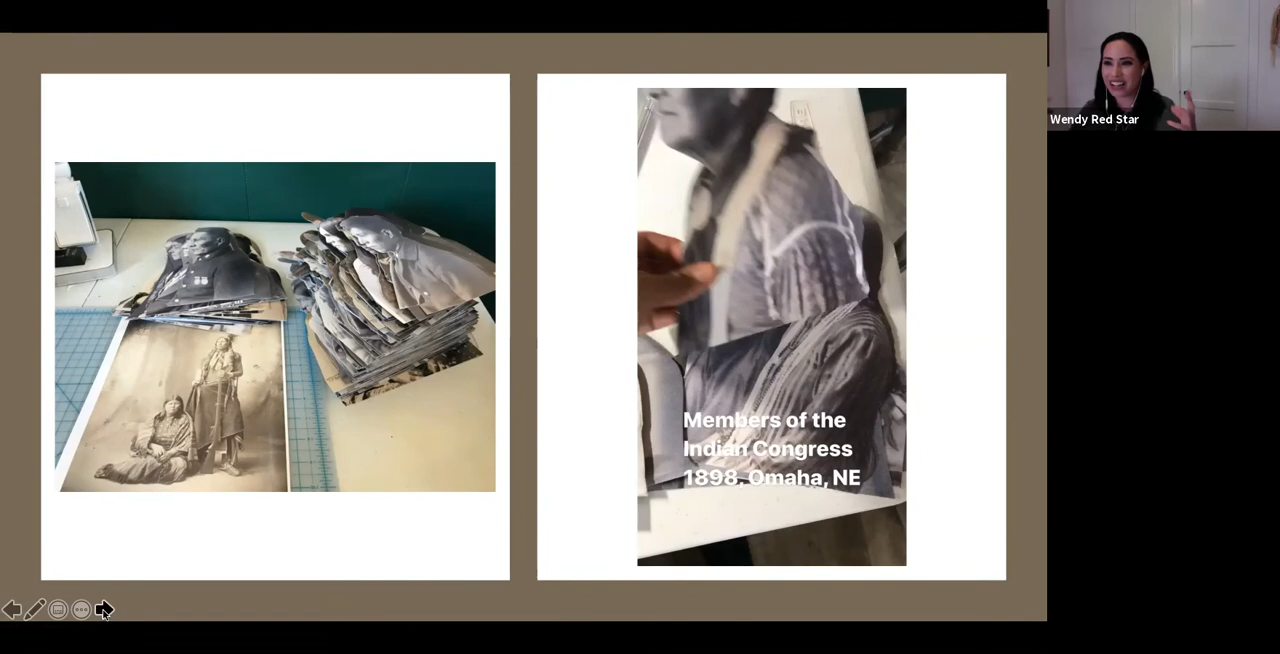 Members of the
Indian Congress
1898, Omaha, NE
Wendy Red Star